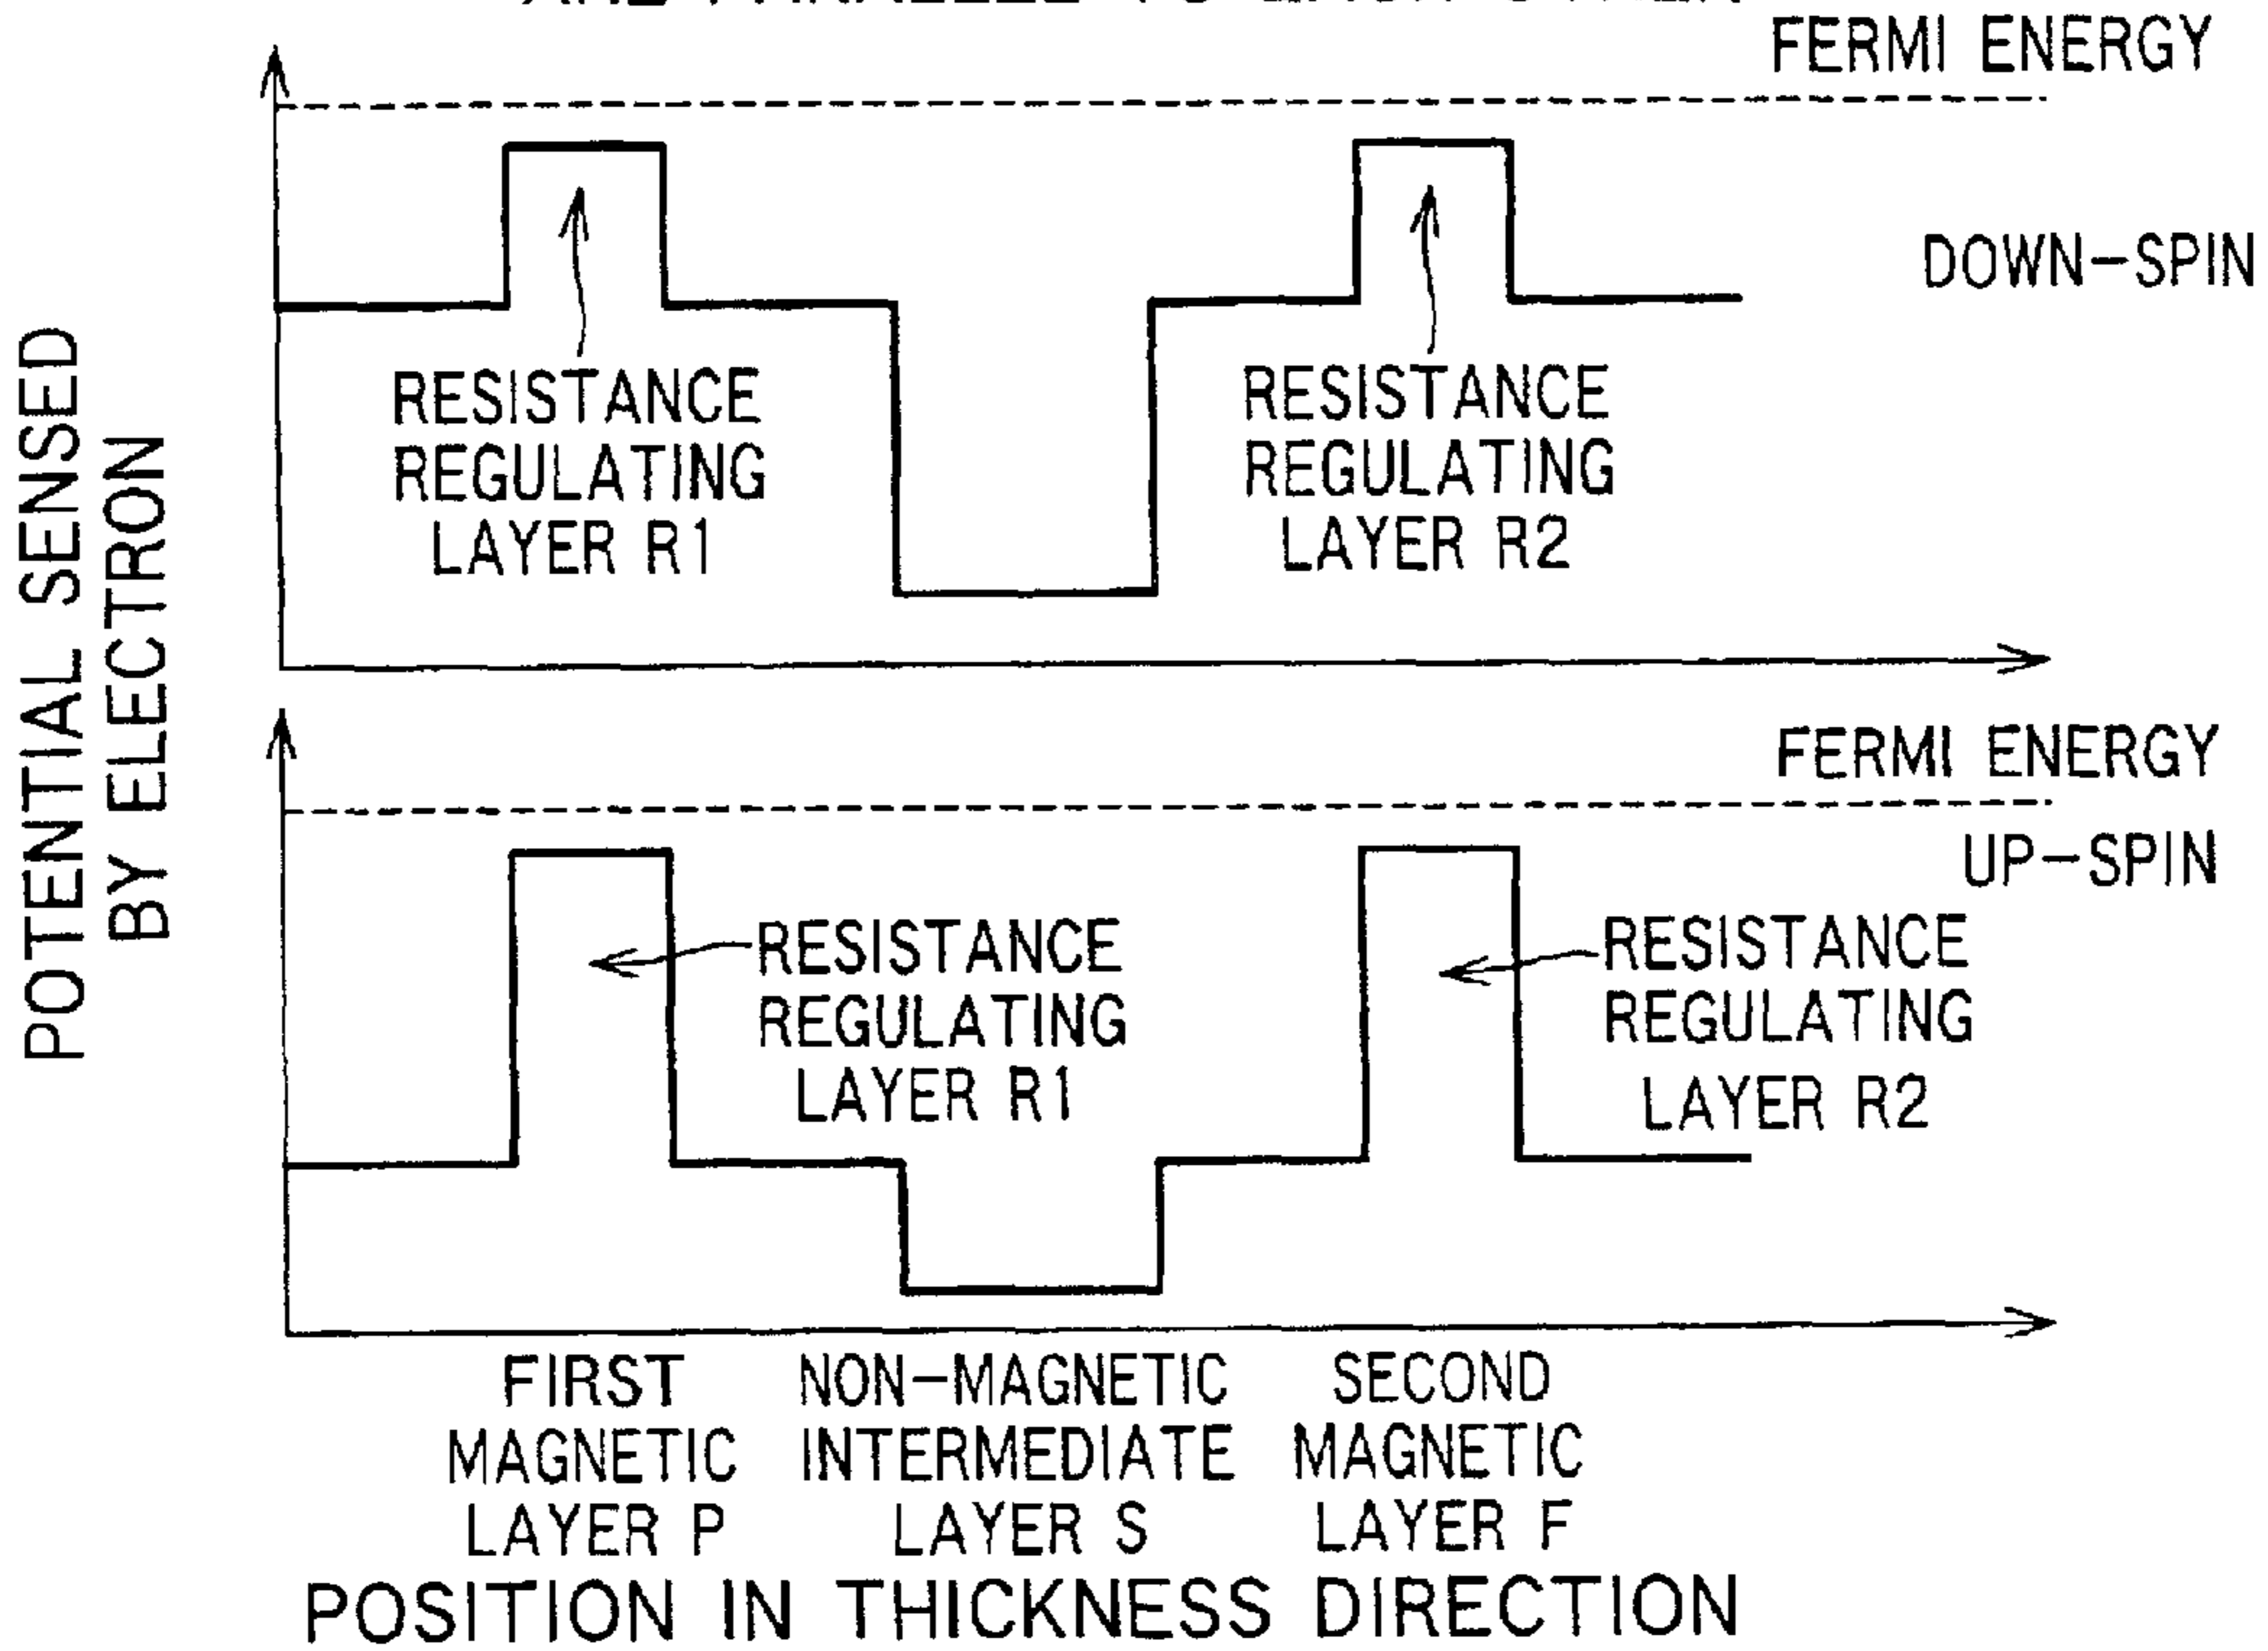 FERMI ENERGY
DOWN-SPIN
RESISTANCE
REGULATING
LAYER R1
RESISTANCE
REGULATING
LAYER R2
POTENTIAL SENSED
BY ELECTRON
FERMI ENERGY
UP-SPIN
RESISTANCE
REGULATING
LAYER R1
RESISTANCE
REGULATING
LAYER R2
FIRST
MAGNETIC
LAYER P
NON-MAGNETIC
INTERMEDIATE
LAYER S
SECOND
MAGNETIC
LAYER F
POSITION IN THICKNESS DIRECTION